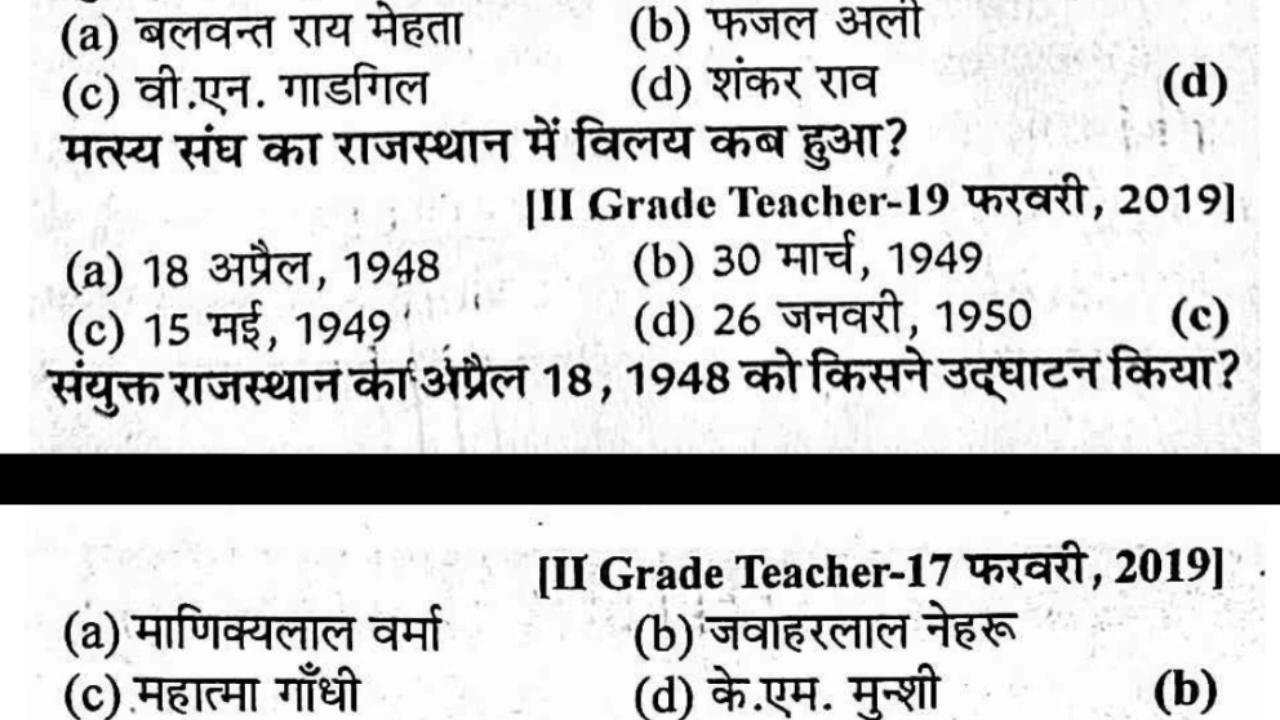 (a) बलवन्त राय मेहता (b) फजल अली
(c) वी.एन. गाडगिल (d) शंकर राव (d)
मत्स्य संघ का राजस्थान में विलय कब हुआ?
[II Grade Teacher-19 फरवरी, 2019]
(a) 18 अप्रैल, 1948 (b) 30 मार्च, 1949
(c) 15 मई, 1949 (d) 26 जनवरी, 1950 (c)
संयुक्त राजस्थान का अप्रैल 18, 1948 को किसने उद्घाटन किया?
[II Grade Teacher-17 फरवरी, 2019]
(a) माणिक्यलाल वर्मा (b) जवाहरलाल नेहरू
(c) महात्मा गाँधी (d) के.एम. मुन्शी (b)